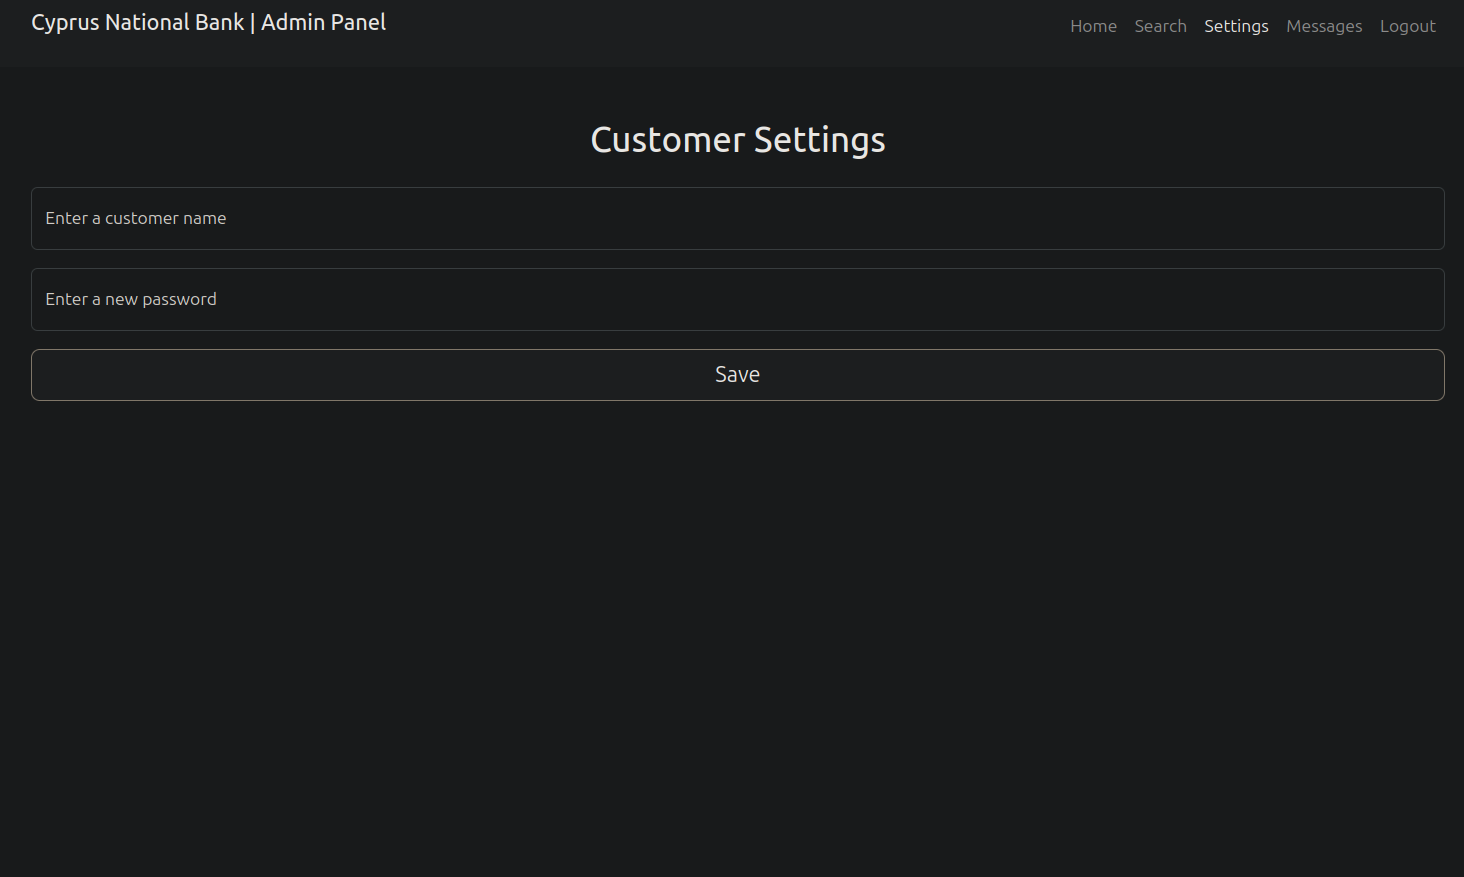 Cyprus National Bank | Admin Panel
Home Search Settings Messages Logout
Customer Settings
Enter a customer name
Enter a new password
Save